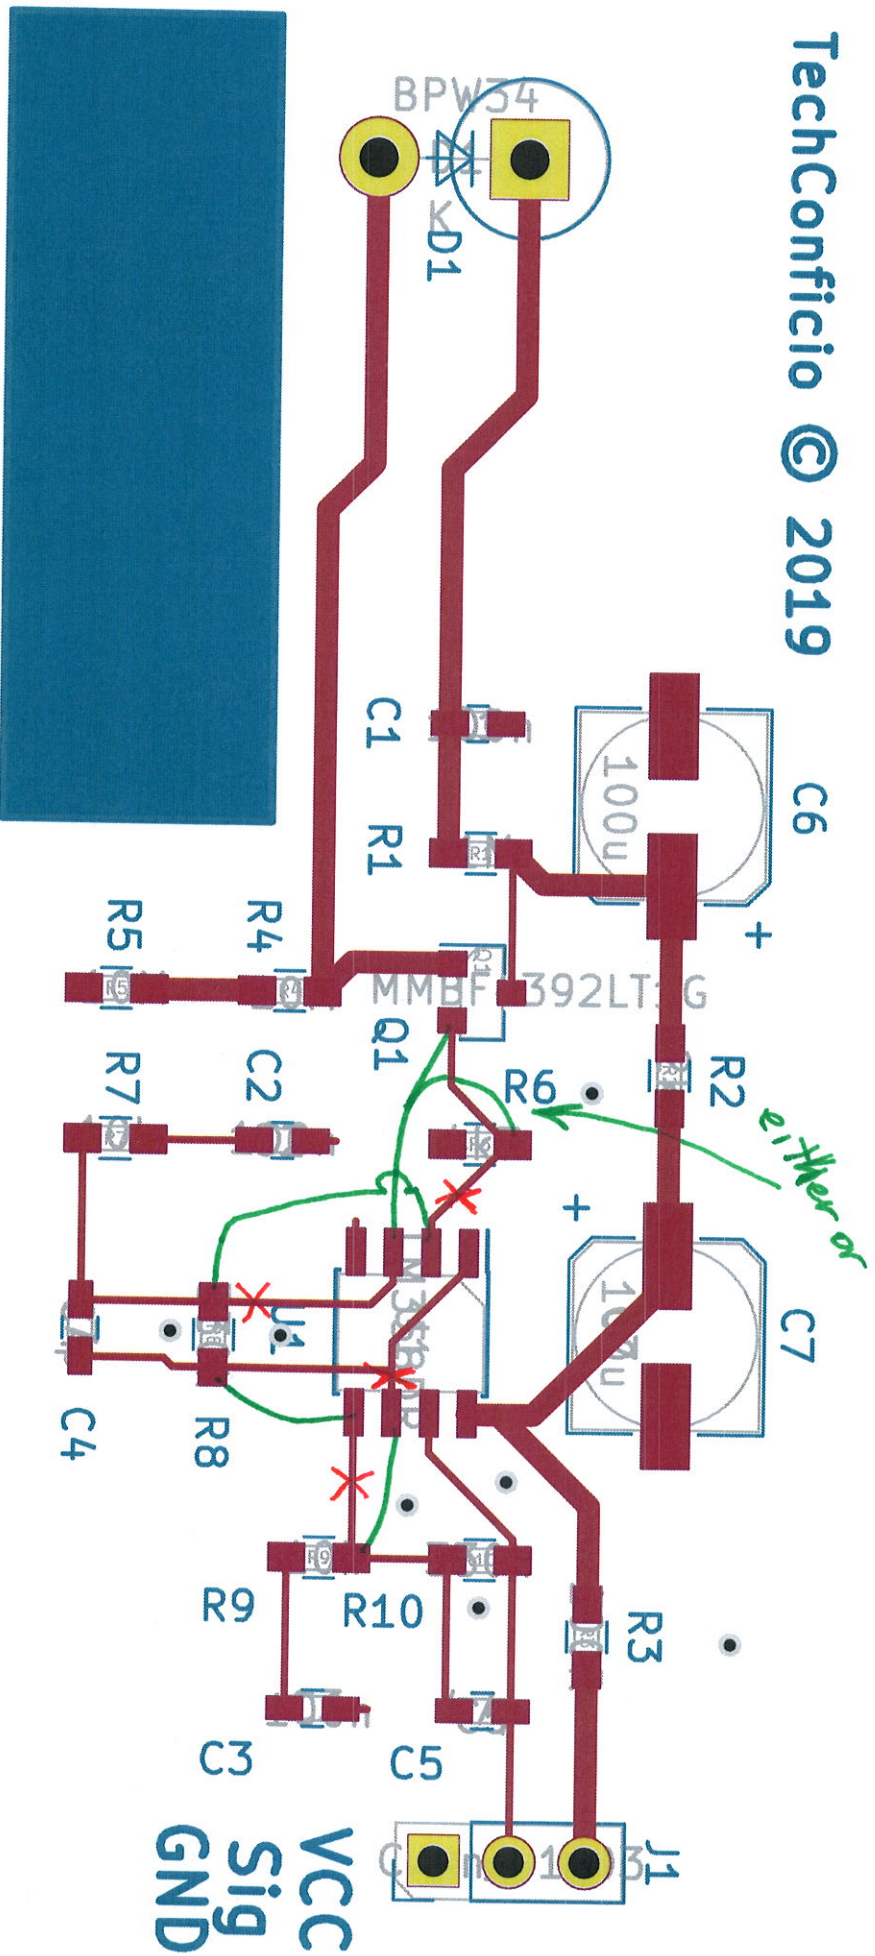 TechConficio © 2019
BPW34
K
D1
C6
100u
+
C1
R1
R5
R4
MMBF
392LT1G
Q1
R7
C2
R6
R2
either or
+
C7
U1
C4
R8
R9
R10
R3
C3
C5
J1
VCC
Sig
GND